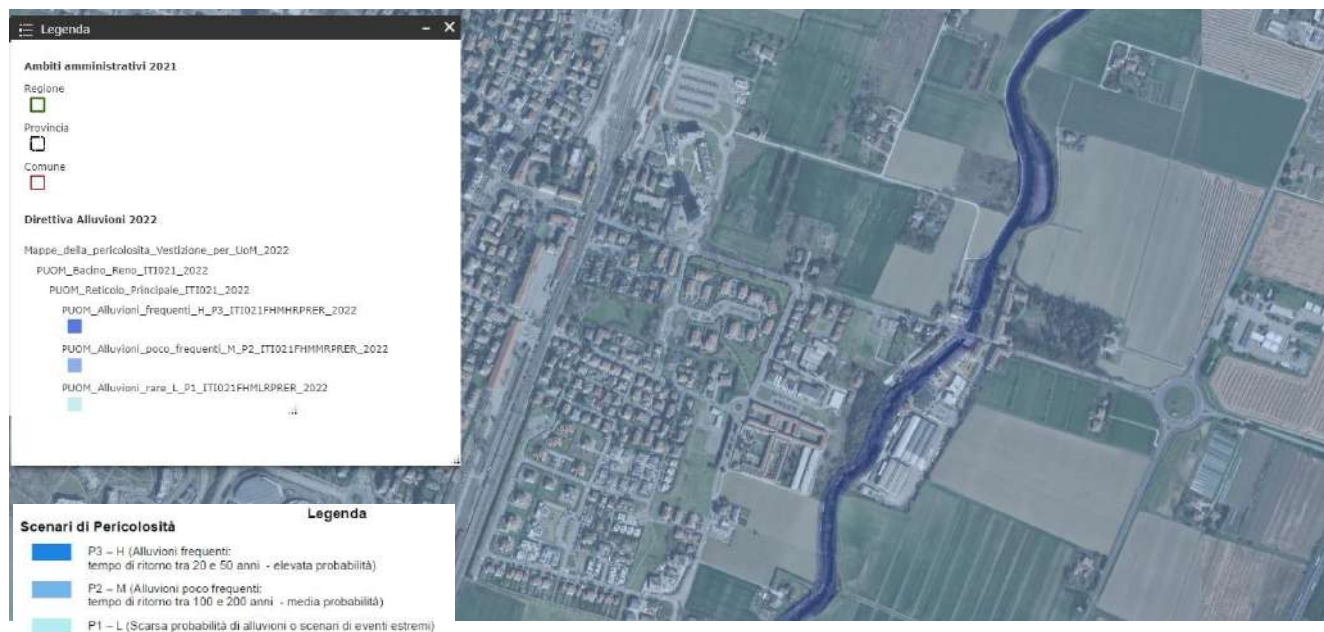 Legenda
Ambiti amministrativi 2021
Regione
Provincia
Comune
Direttiva Alluvioni 2022
Mappe_della_pericolosita_Vestizione_per_UoM_2022
PUOM_Bacino_Reno_ITI021_2022
PUOM_Reticolo_Principale_ITI021_2022
PUOM_Alluvioni_frequenti_H_P3_ITI021FHMHRPRER_2022
PUOM_Alluvioni_poco_frequenti_M_P2_ITI021FHMMRPRER_2022
PUOM_Alluvioni_rare_L_P1_ITI021FHMLRPRER_2022
Legenda
Scenari di Pericolosità
P3 – H (Alluvioni frequenti:
tempo di ritorno tra 20 e 50 anni - elevata probabilità)
P2 – M (Alluvioni poco frequenti:
tempo di ritorno tra 100 e 200 anni - media probabilità)
P1 – L (Scarsa probabilità di alluvioni o scenari di eventi estremi)